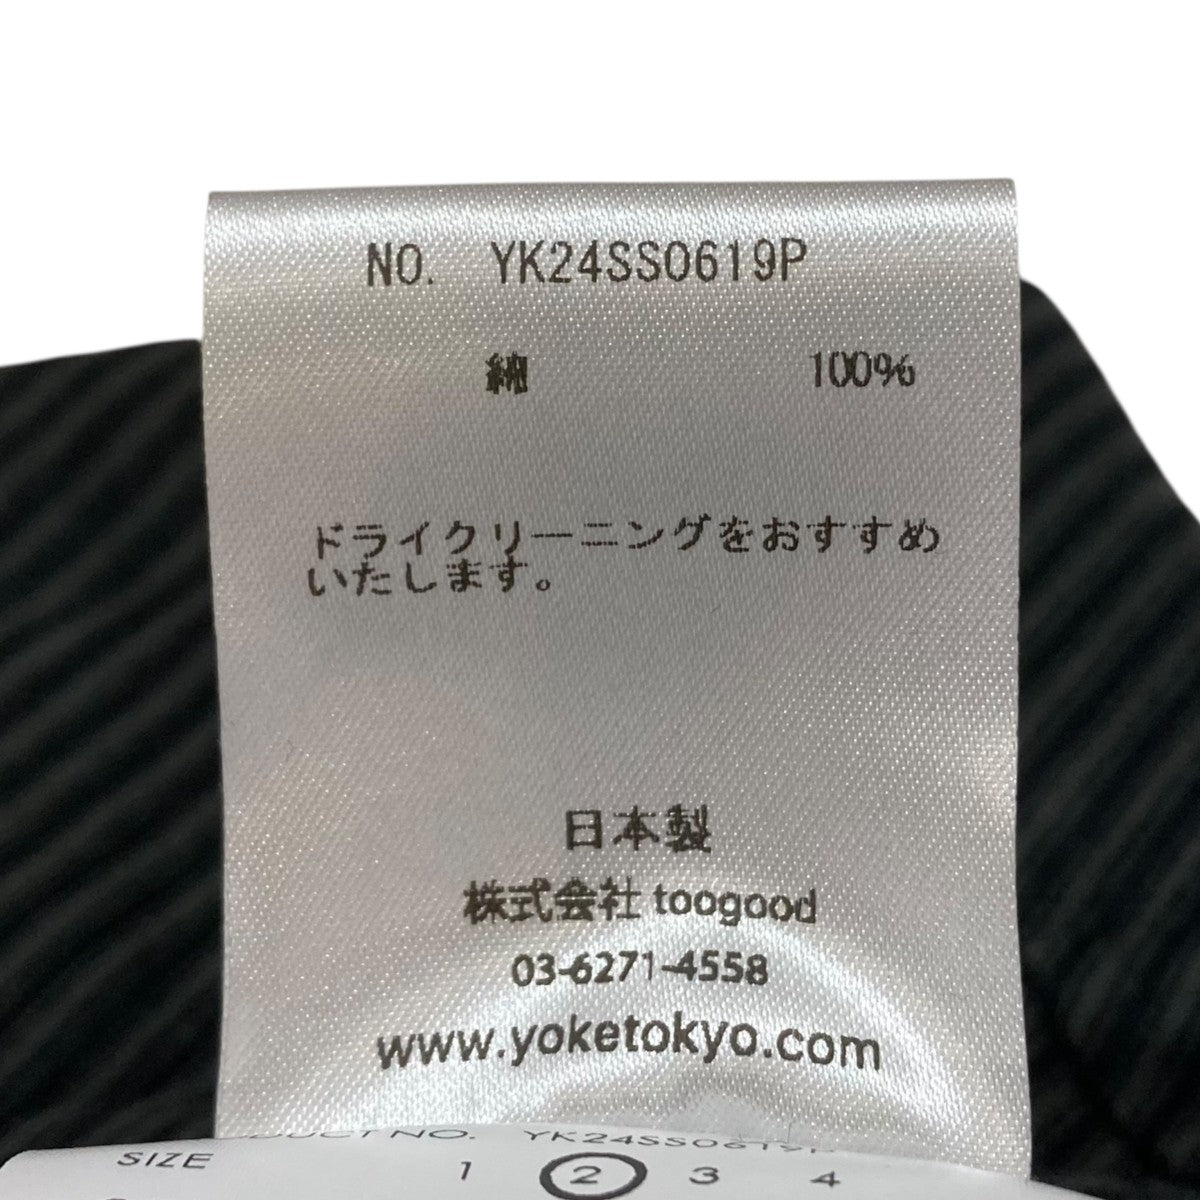 NO. YK24SS0619P
綿 100%
ドライクリーニングをおすすめ
いたします。
日本製
株式会社 toogood
03-6271-4558
www.yoketokyo.com
NO. YK24SS0619P
SIZE 1 2 3 4